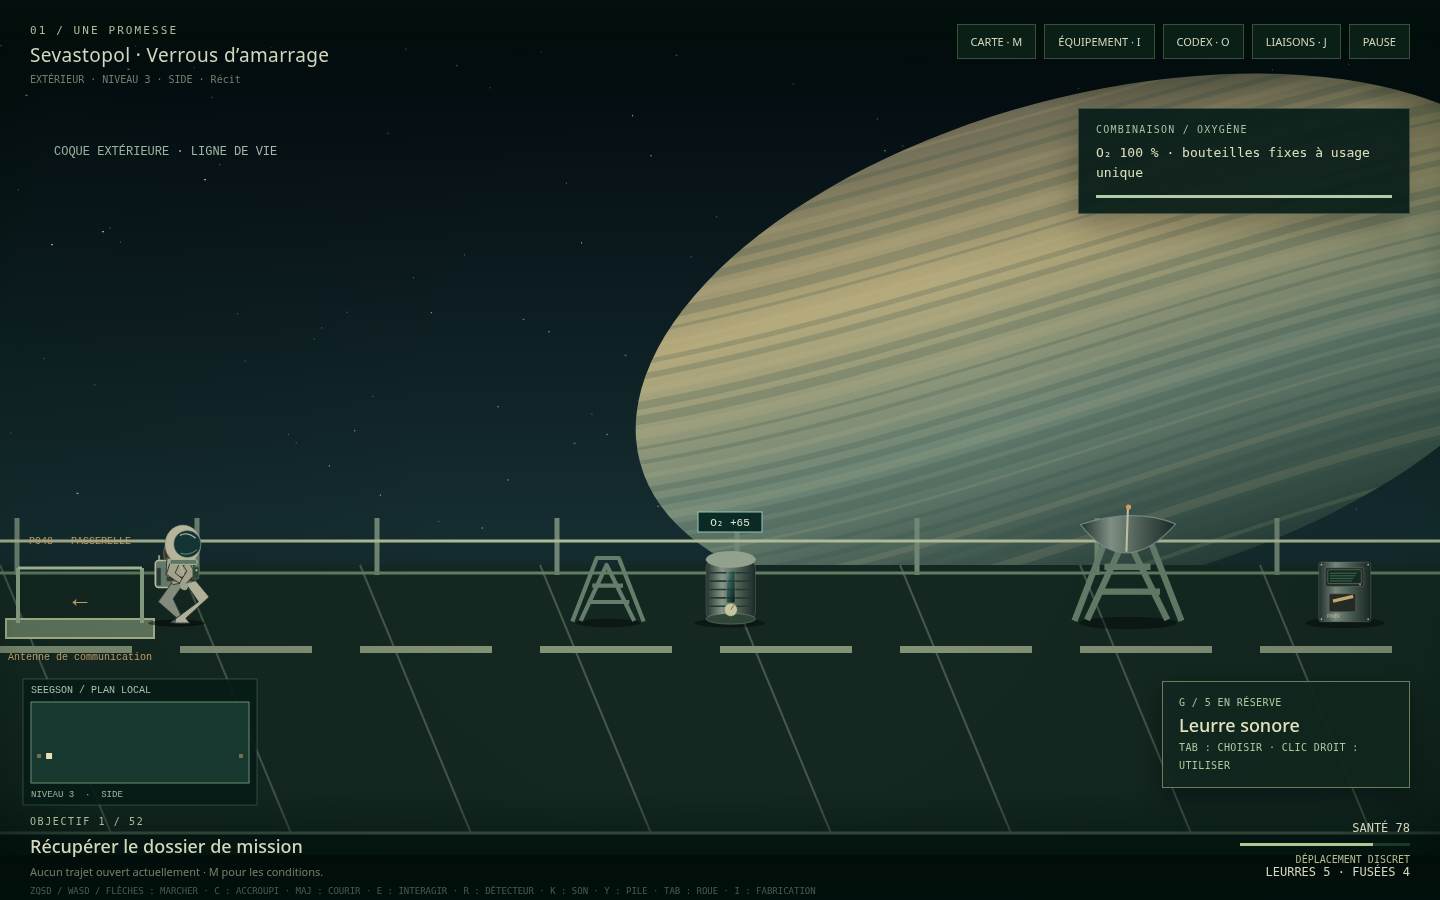 01 / UNE PROMESSE
Sevastopol · Verrous d’amarrage
EXTÉRIEUR · NIVEAU 3 · SIDE · Récit
CARTE · M
ÉQUIPEMENT · I
CODEX · O
LIAISONS · J
PAUSE
COQUE EXTÉRIEURE · LIGNE DE VIE
COMBINAISON / OXYGÈNE
O₂ 100 % · bouteilles fixes à usage
unique
O₂ +65
PASSERELLE
←
Antenne de communication
SEEGSON / PLAN LOCAL
NIVEAU 3 · SIDE
G / 5 EN RÉSERVE
Leurre sonore
TAB : CHOISIR · CLIC DROIT :
UTILISER
OBJECTIF 1 / 52
Récupérer le dossier de mission
Aucun trajet ouvert actuellement · M pour les conditions.
ZQSD / WASD / FLÈCHES : MARCHER · C : ACCROUPI · MAJ : COURIR · E : INTERAGIR · R : DÉTECTEUR · K : SON · Y : PILE · TAB : ROUE · I : FABRICATION
SANTÉ 78
DÉPLACEMENT DISCRET
LEURRES 5 · FUSÉES 4